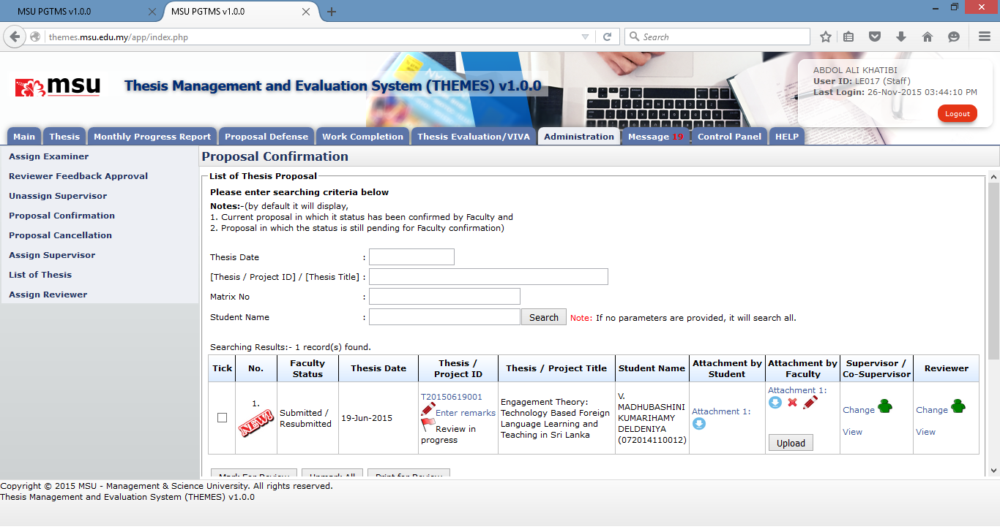 MSU PGTMS v1.0.0
MSU PGTMS v1.0.0
themes.msu.edu.my/app/index.php
Search
msu
Thesis Management and Evaluation System (THEMES) v1.0.0
ABDOL ALI KHATIBI
User ID: LE017 (Staff)
Last Login: 26-Nov-2015 03:44:10 PM
Logout
Main
Thesis
Monthly Progress Report
Proposal Defense
Work Completion
Thesis Evaluation/VIVA
Administration
Message 19
Control Panel
HELP
Assign Examiner
Reviewer Feedback Approval
Unassign Supervisor
Proposal Confirmation
Proposal Cancellation
Assign Supervisor
List of Thesis
Assign Reviewer
Proposal Confirmation
List of Thesis Proposal
Please enter searching criteria below
Notes:-(by default it will display,
1. Current proposal in which it status has been confirmed by Faculty and
2. Proposal in which the status is still pending for Faculty confirmation)
Thesis Date :
[Thesis / Project ID] / [Thesis Title] :
Matrix No :
Student Name : Search Note: If no parameters are provided, it will search all.
Searching Results:- 1 record(s) found.
Tick
No.
Faculty
Status
Thesis Date
Thesis /
Project ID
Thesis / Project Title
Student Name
Attachment by
Student
Attachment by
Faculty
Supervisor /
Co-Supervisor
Reviewer
1.
NEW!
Submitted /
Resubmitted
19-Jun-2015
T20150619001
Enter remarks
Review in
progress
Engagement Theory:
Technology Based Foreign
Language Learning and
Teaching in Sri Lanka
V.
MADHUBASHINI
KUMARIHAMY
DELDENIYA
(072014110012)
Attachment 1:
Attachment 1:
Upload
Change
View
Change
View
Mark For Review
Unmark All
Print for Review
Copyright © 2015 MSU - Management & Science University. All rights reserved.
Thesis Management and Evaluation System (THEMES) v1.0.0